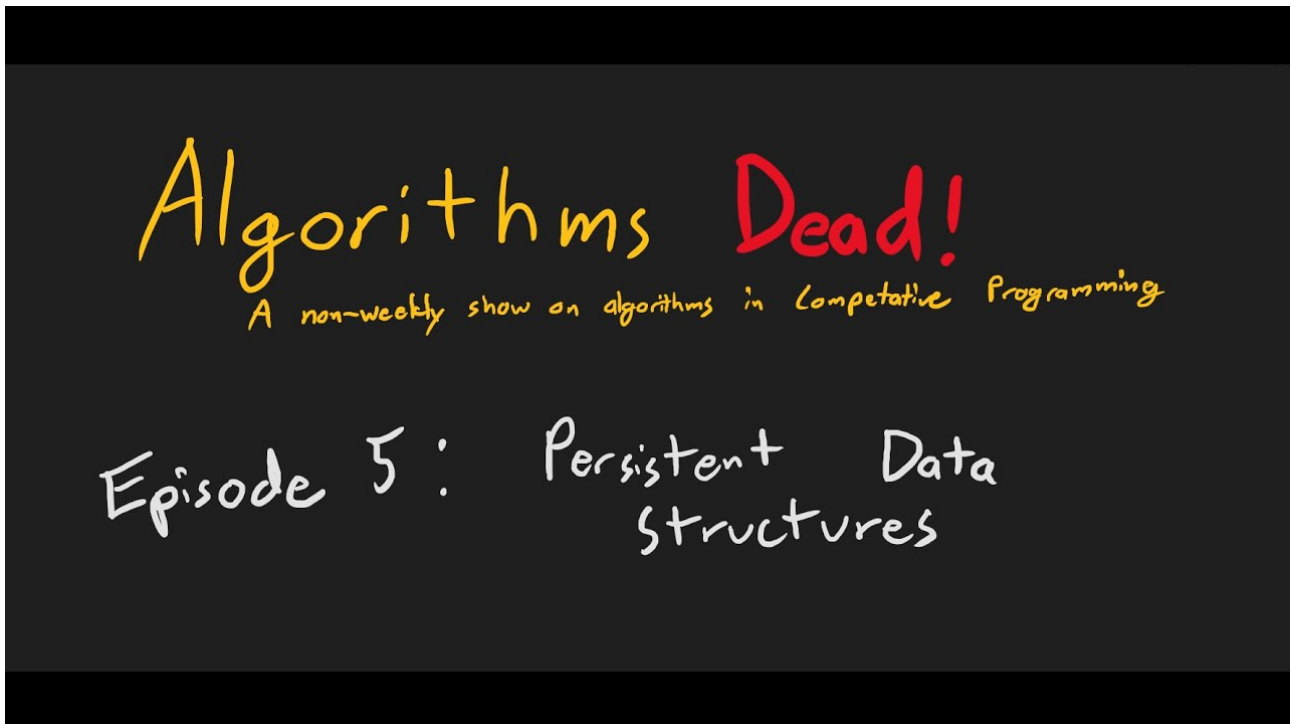 Algorithms Dead!
A non-weekly show on algorithms in Competative Programming
Episode 5: Persistent Data
Structures